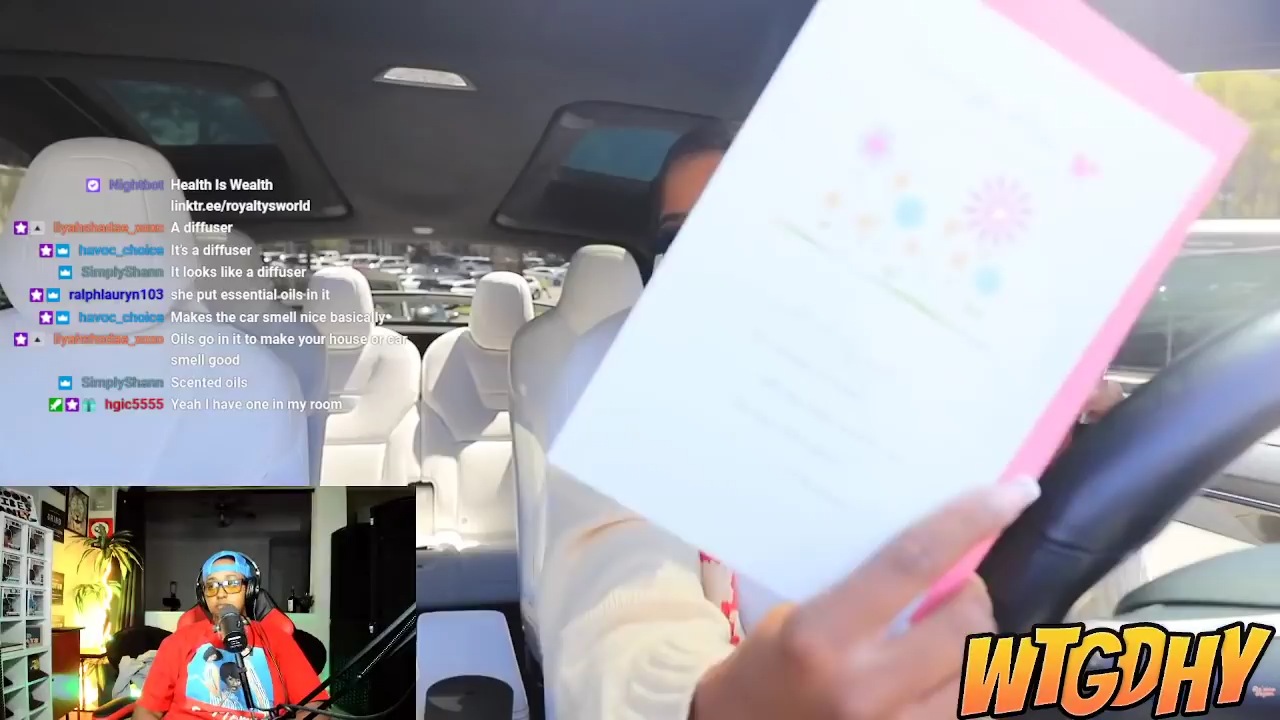 Nightbot Health Is Wealth
linktr.ee/royaltysworld
A diffuser
havoc_choice It's a diffuser
SimplyShann It looks like a diffuser
ralphlauryn103 she put essential oils in it
havoc_choice Makes the car smell nice basically*
Oils go in it to make your house or car
smell good
SimplyShann Scented oils
hgic5555 Yeah I have one in my room
WTGDHY